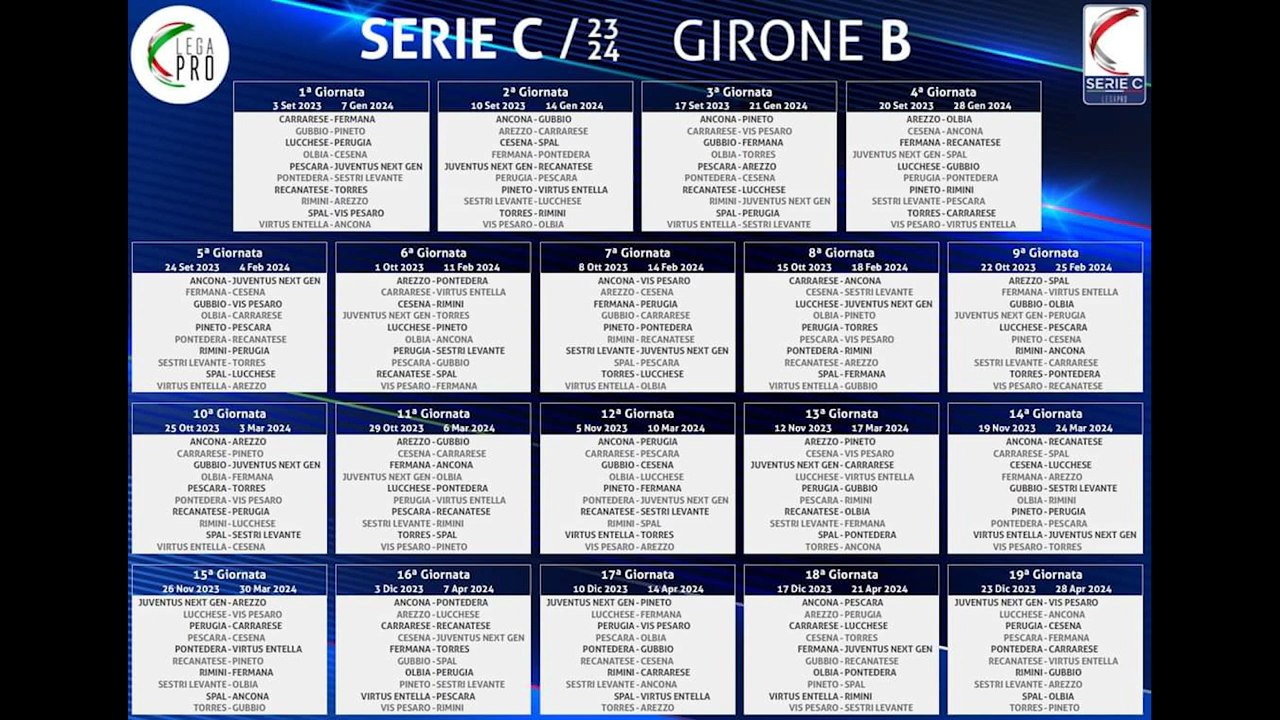 LEGA
PRO
SERIE C / 23
24
GIRONE B
SERIE C
LEGAPRO
1ª Giornata
3 Set 2023 7 Gen 2024
CARRARESE - FERMANA
GUBBIO - PINETO
LUCCHESE - PERUGIA
OLBIA - CESENA
PESCARA - JUVENTUS NEXT GEN
PONTEDERA - SESTRI LEVANTE
RECANATESE - TORRES
RIMINI - AREZZO
SPAL - VIS PESARO
VIRTUS ENTELLA - ANCONA
2ª Giornata
10 Set 2023 14 Gen 2024
ANCONA - GUBBIO
AREZZO - CARRARESE
CESENA - SPAL
FERMANA - PONTEDERA
JUVENTUS NEXT GEN - RECANATESE
PERUGIA - PESCARA
PINETO - VIRTUS ENTELLA
SESTRI LEVANTE - LUCCHESE
TORRES - RIMINI
VIS PESARO - OLBIA
3ª Giornata
17 Set 2023 21 Gen 2024
ANCONA - PINETO
CARRARESE - VIS PESARO
GUBBIO - FERMANA
OLBIA - TORRES
PESCARA - AREZZO
PONTEDERA - CESENA
RECANATESE - LUCCHESE
RIMINI - JUVENTUS NEXT GEN
SPAL - PERUGIA
VIRTUS ENTELLA - SESTRI LEVANTE
4ª Giornata
20 Set 2023 28 Gen 2024
AREZZO - OLBIA
CESENA - ANCONA
FERMANA - RECANATESE
JUVENTUS NEXT GEN - SPAL
LUCCHESE - GUBBIO
PERUGIA - PONTEDERA
PINETO - RIMINI
SESTRI LEVANTE - PESCARA
TORRES - CARRARESE
VIS PESARO - VIRTUS ENTELLA
5ª Giornata
24 Set 2023 4 Feb 2024
ANCONA - JUVENTUS NEXT GEN
FERMANA - CESENA
GUBBIO - VIS PESARO
OLBIA - CARRARESE
PINETO - PESCARA
PONTEDERA - RECANATESE
RIMINI - PERUGIA
SESTRI LEVANTE - TORRES
SPAL - LUCCHESE
VIRTUS ENTELLA - AREZZO
6ª Giornata
1 Ott 2023 11 Feb 2024
AREZZO - PONTEDERA
CARRARESE - VIRTUS ENTELLA
CESENA - RIMINI
JUVENTUS NEXT GEN - TORRES
LUCCHESE - PINETO
OLBIA - ANCONA
PERUGIA - SESTRI LEVANTE
PESCARA - GUBBIO
RECANATESE - SPAL
VIS PESARO - FERMANA
7ª Giornata
8 Ott 2023 14 Feb 2024
ANCONA - VIS PESARO
AREZZO - CESENA
FERMANA - PERUGIA
GUBBIO - CARRARESE
PINETO - PONTEDERA
RIMINI - RECANATESE
SESTRI LEVANTE - JUVENTUS NEXT GEN
SPAL - PESCARA
TORRES - LUCCHESE
VIRTUS ENTELLA - OLBIA
8ª Giornata
15 Ott 2023 18 Feb 2024
CARRARESE - ANCONA
CESENA - SESTRI LEVANTE
LUCCHESE - JUVENTUS NEXT GEN
OLBIA - PINETO
PERUGIA - TORRES
PESCARA - VIS PESARO
PONTEDERA - RIMINI
RECANATESE - AREZZO
SPAL - FERMANA
VIRTUS ENTELLA - GUBBIO
9ª Giornata
22 Ott 2023 25 Feb 2024
AREZZO - SPAL
FERMANA - VIRTUS ENTELLA
GUBBIO - OLBIA
JUVENTUS NEXT GEN - PERUGIA
LUCCHESE - PESCARA
PINETO - CESENA
RIMINI - ANCONA
SESTRI LEVANTE - CARRARESE
TORRES - PONTEDERA
VIS PESARO - RECANATESE
10ª Giornata
25 Ott 2023 3 Mar 2024
ANCONA - AREZZO
CARRARESE - PINETO
GUBBIO - JUVENTUS NEXT GEN
OLBIA - FERMANA
PESCARA - TORRES
PONTEDERA - VIS PESARO
RECANATESE - PERUGIA
RIMINI - LUCCHESE
SPAL - SESTRI LEVANTE
VIRTUS ENTELLA - CESENA
11ª Giornata
29 Ott 2023 6 Mar 2024
AREZZO - GUBBIO
CESENA - CARRARESE
FERMANA - ANCONA
JUVENTUS NEXT GEN - OLBIA
LUCCHESE - PONTEDERA
PERUGIA - VIRTUS ENTELLA
PESCARA - RECANATESE
SESTRI LEVANTE - RIMINI
TORRES - SPAL
VIS PESARO - PINETO
12ª Giornata
5 Nov 2023 10 Mar 2024
ANCONA - PERUGIA
CARRARESE - PESCARA
GUBBIO - CESENA
OLBIA - LUCCHESE
PINETO - FERMANA
PONTEDERA - JUVENTUS NEXT GEN
RECANATESE - SESTRI LEVANTE
RIMINI - SPAL
VIRTUS ENTELLA - TORRES
VIS PESARO - AREZZO
13ª Giornata
12 Nov 2023 17 Mar 2024
AREZZO - PINETO
CESENA - VIS PESARO
JUVENTUS NEXT GEN - CARRARESE
LUCCHESE - VIRTUS ENTELLA
PERUGIA - GUBBIO
PESCARA - RIMINI
RECANATESE - OLBIA
SESTRI LEVANTE - FERMANA
SPAL - PONTEDERA
TORRES - ANCONA
14ª Giornata
19 Nov 2023 24 Mar 2024
ANCONA - RECANATESE
CARRARESE - SPAL
CESENA - LUCCHESE
FERMANA - AREZZO
GUBBIO - SESTRI LEVANTE
OLBIA - RIMINI
PINETO - PERUGIA
PONTEDERA - PESCARA
VIRTUS ENTELLA - JUVENTUS NEXT GEN
VIS PESARO - TORRES
15ª Giornata
26 Nov 2023 30 Mar 2024
JUVENTUS NEXT GEN - AREZZO
LUCCHESE - VIS PESARO
PERUGIA - CARRARESE
PESCARA - CESENA
PONTEDERA - VIRTUS ENTELLA
RECANATESE - PINETO
RIMINI - FERMANA
SESTRI LEVANTE - OLBIA
SPAL - ANCONA
TORRES - GUBBIO
16ª Giornata
3 Dic 2023 7 Apr 2024
ANCONA - PONTEDERA
AREZZO - LUCCHESE
CARRARESE - RECANATESE
CESENA - JUVENTUS NEXT GEN
FERMANA - TORRES
GUBBIO - SPAL
OLBIA - PERUGIA
PINETO - SESTRI LEVANTE
VIRTUS ENTELLA - PESCARA
VIS PESARO - RIMINI
17ª Giornata
10 Dic 2023 14 Apr 2024
JUVENTUS NEXT GEN - PINETO
LUCCHESE - FERMANA
PERUGIA - VIS PESARO
PESCARA - OLBIA
PONTEDERA - GUBBIO
RECANATESE - CESENA
RIMINI - CARRARESE
SESTRI LEVANTE - ANCONA
SPAL - VIRTUS ENTELLA
TORRES - AREZZO
18ª Giornata
17 Dic 2023 21 Apr 2024
ANCONA - PESCARA
AREZZO - PERUGIA
CARRARESE - LUCCHESE
CESENA - TORRES
FERMANA - JUVENTUS NEXT GEN
GUBBIO - RECANATESE
OLBIA - PONTEDERA
PINETO - SPAL
VIRTUS ENTELLA - RIMINI
VIS PESARO - SESTRI LEVANTE
19ª Giornata
23 Dic 2023 28 Apr 2024
JUVENTUS NEXT GEN - VIS PESARO
LUCCHESE - ANCONA
PERUGIA - CESENA
PESCARA - FERMANA
PONTEDERA - CARRARESE
RECANATESE - VIRTUS ENTELLA
RIMINI - GUBBIO
SESTRI LEVANTE - AREZZO
SPAL - OLBIA
TORRES - PINETO